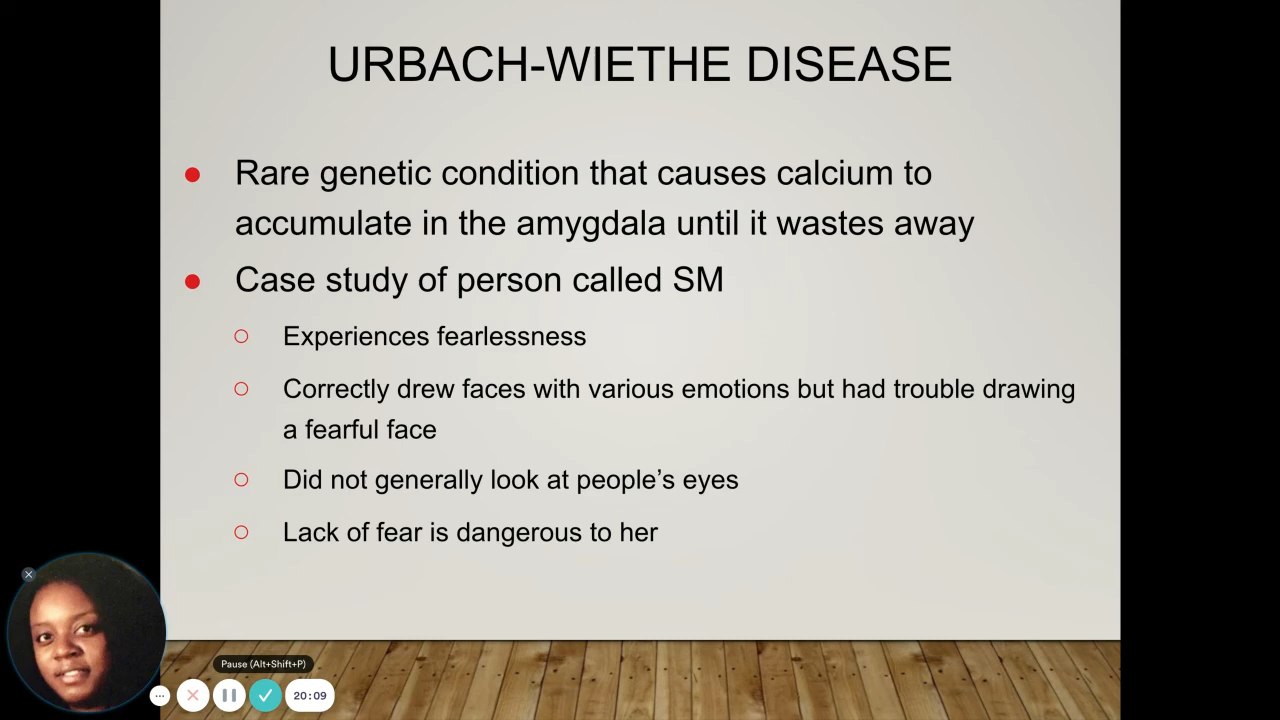 URBACH-WIETHE DISEASE
Rare genetic condition that causes calcium to
accumulate in the amygdala until it wastes away
Case study of person called SM
Experiences fearlessness
Correctly drew faces with various emotions but had trouble drawing
a fearful face
Did not generally look at people’s eyes
Lack of fear is dangerous to her
Pause (Alt+Shift+P)
20:09